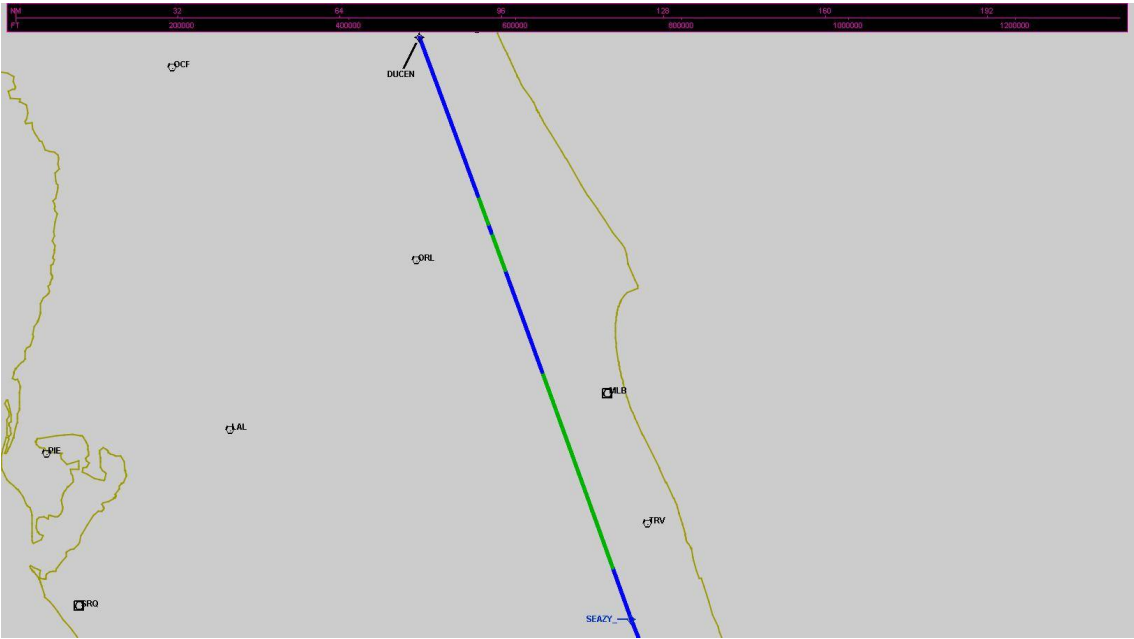 NM 32 64 96 128 160 192
FT 200000 400000 600000 800000 1000000 1200000
OCF
DUCEN
ORL
MLB
LAL
PIE
TRV
SRQ
SEAZY_